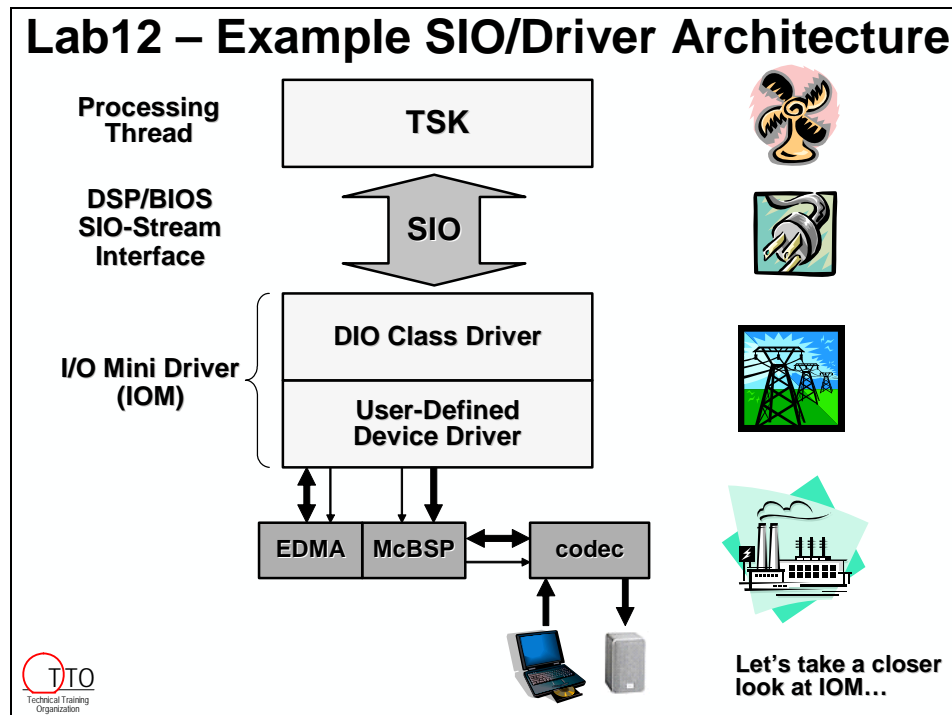 Lab12 – Example SIO/Driver Architecture
Processing
Thread
TSK
DSP/BIOS
SIO-Stream
Interface
SIO
I/O Mini Driver
(IOM)
DIO Class Driver
User-Defined
Device Driver
EDMA
McBSP
codec
Let's take a closer
look at IOM…
TTO
Technical Training
Organization